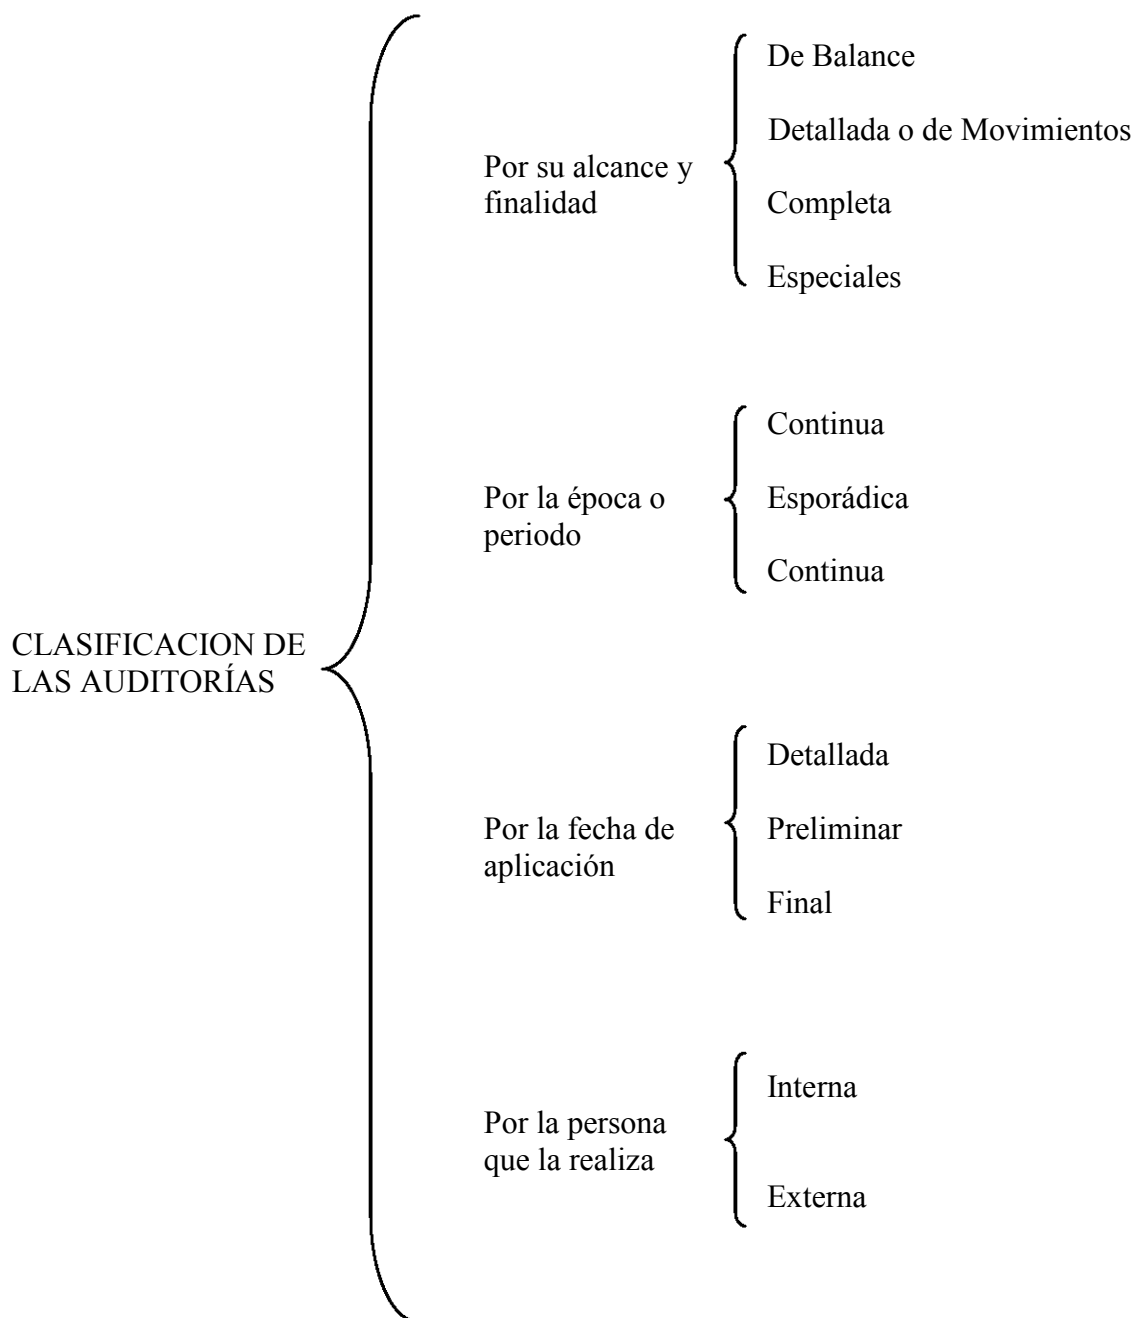 CLASIFICACION DE
LAS AUDITORÍAS
Por su alcance y
finalidad
De Balance
Detallada o de Movimientos
Completa
Especiales
Por la época o
periodo
Continua
Esporádica
Continua
Por la fecha de
aplicación
Detallada
Preliminar
Final
Por la persona
que la realiza
Interna
Externa